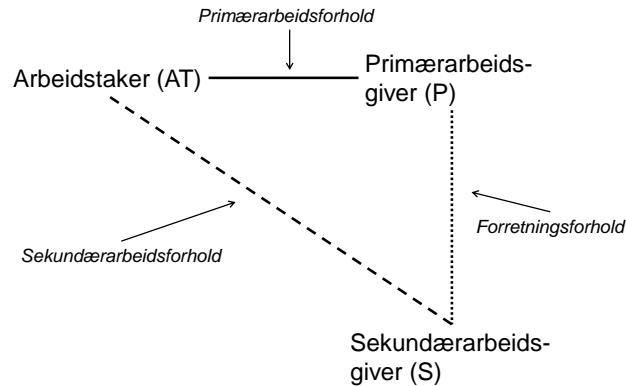 Primærarbeidsforhold
Arbeidstaker (AT)
Primærarbeids-
giver (P)
Sekundærarbeidsforhold
Forretningsforhold
Sekundærarbeids-
giver (S)